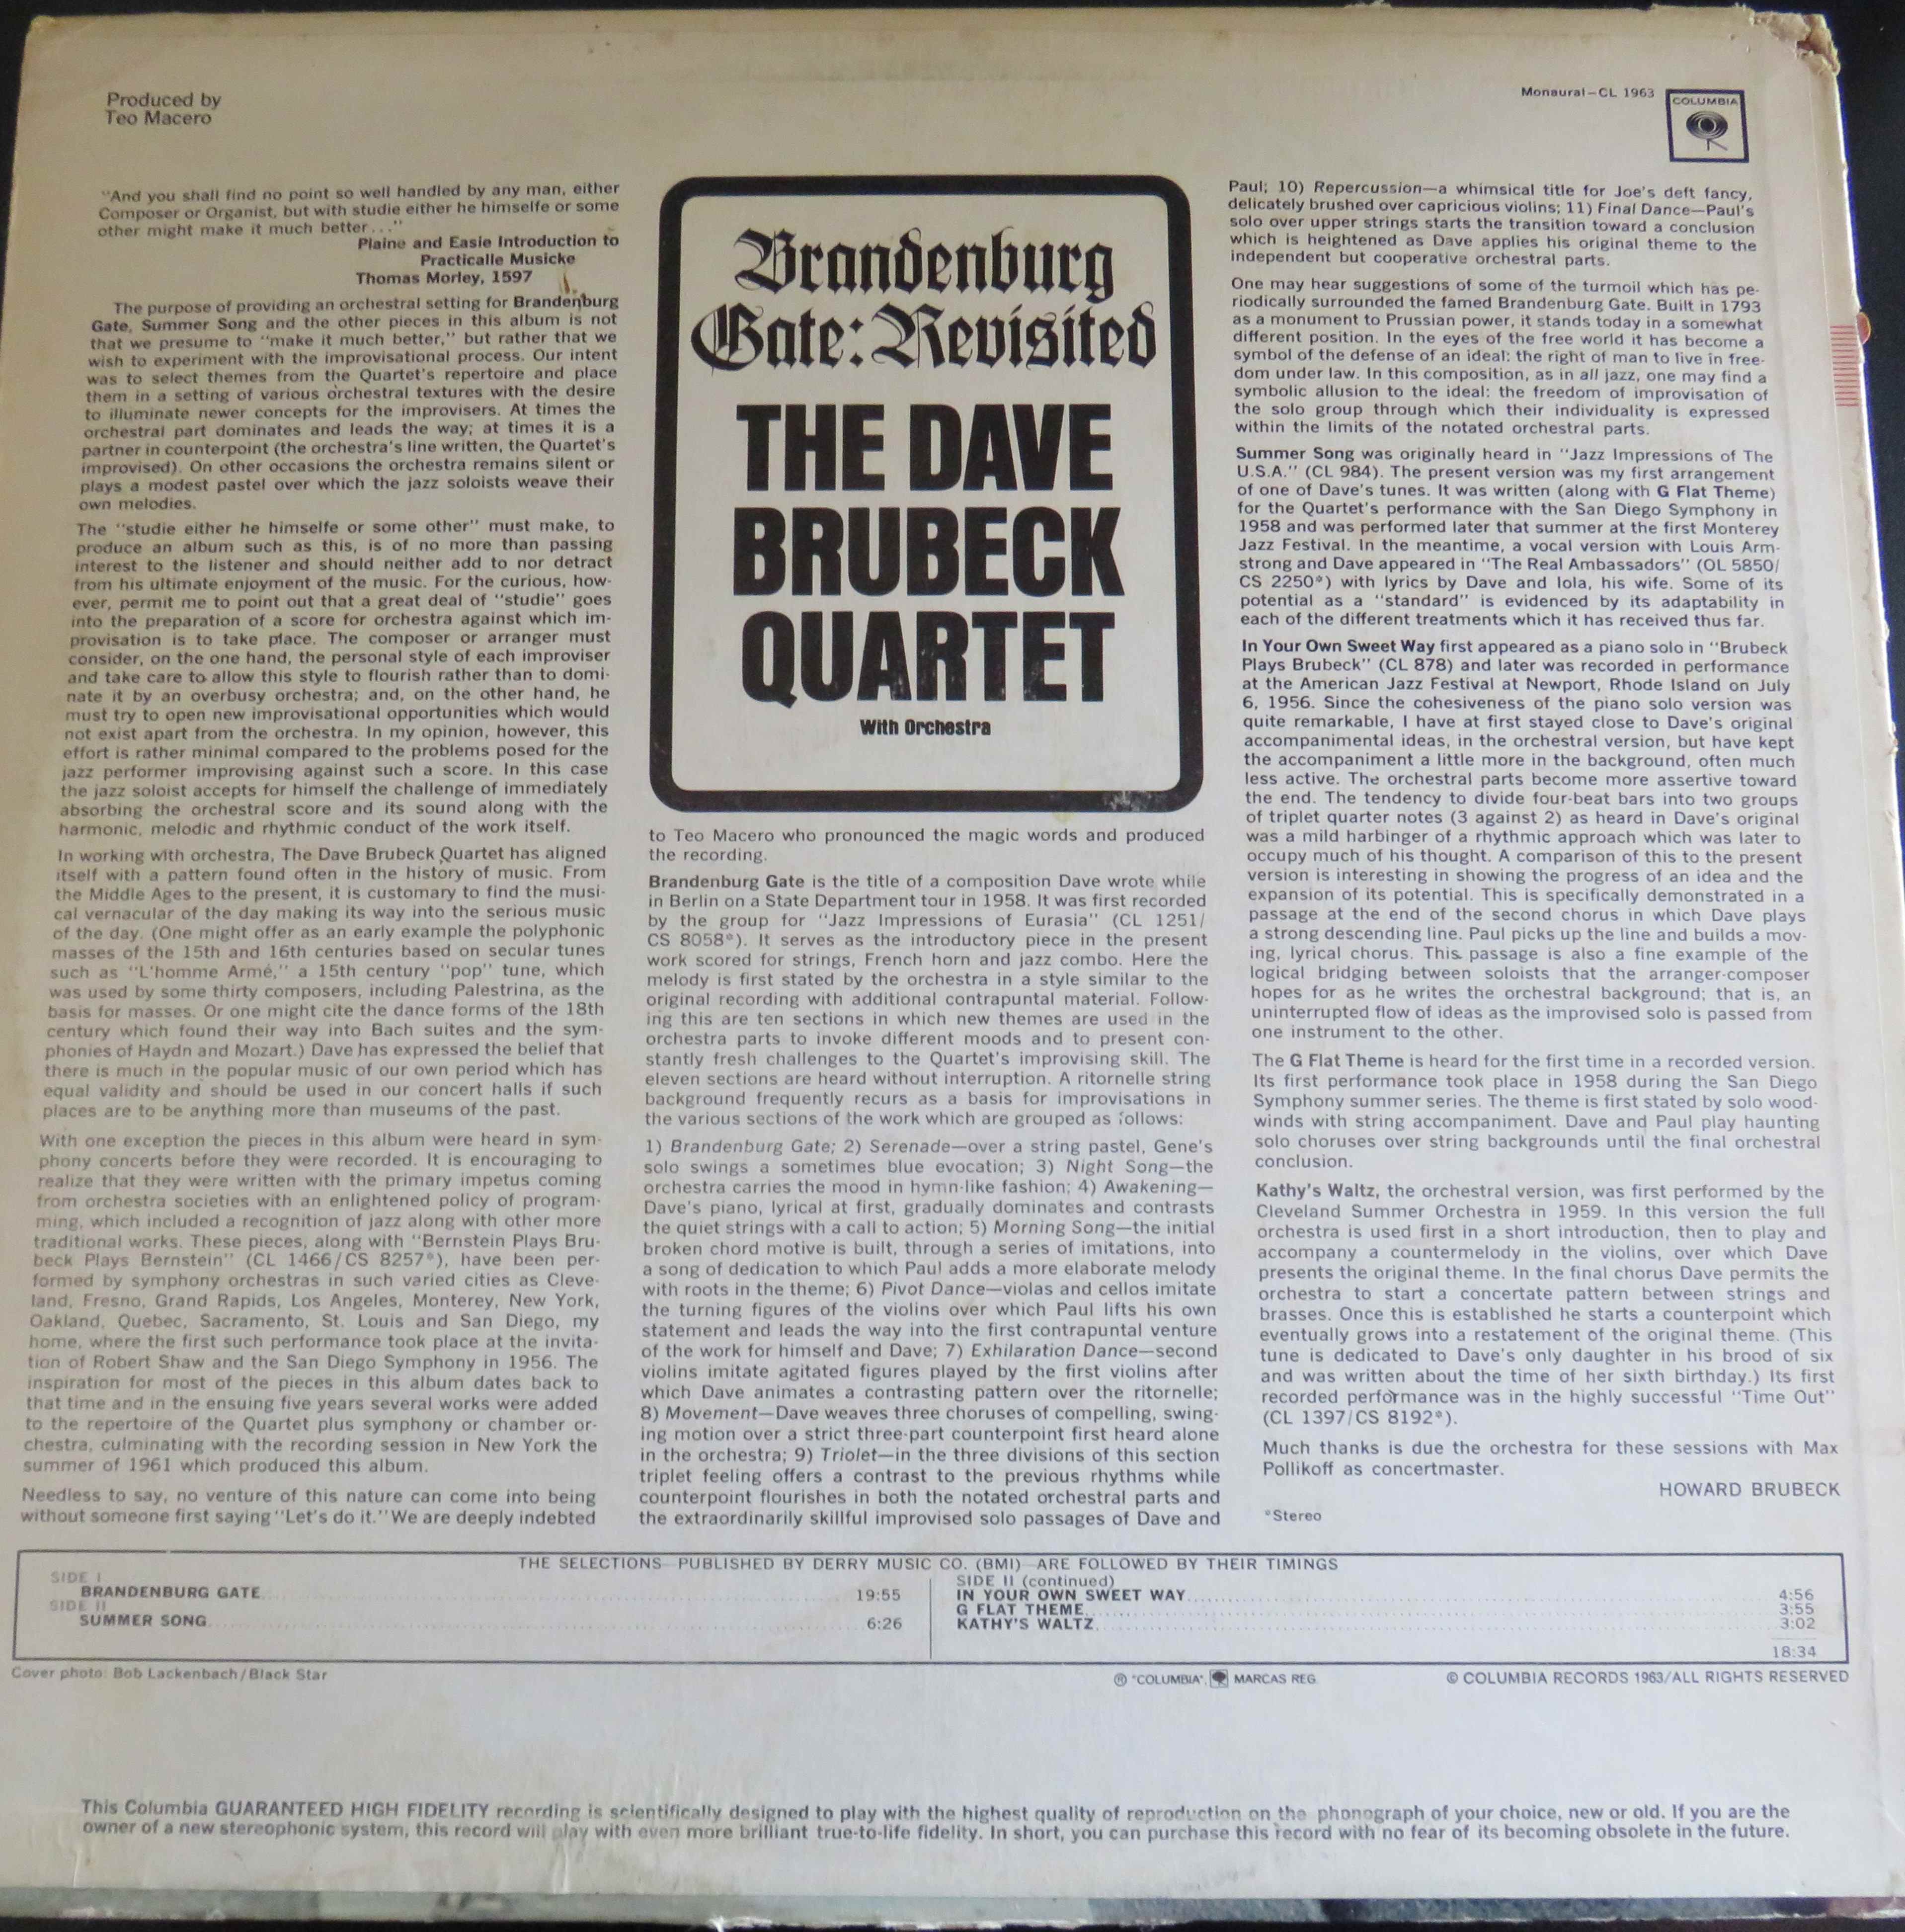 Produced by
Teo Macero
Monaural–CL 1963
COLUMBIA
"And you shall find no point so well handled by any man, either
Composer or Organist, but with studie either he himselfe or some
other might make it much better..."
Plaine and Easie Introduction to
Practicalle Musicke
Thomas Morley, 1597
The purpose of providing an orchestral setting for Brandenburg
Gate, Summer Song and the other pieces in this album is not
that we presume to "make it much better," but rather that we
wish to experiment with the improvisational process. Our intent
was to select themes from the Quartet's repertoire and place
them in a setting of various orchestral textures with the desire
to illuminate newer concepts for the improvisers. At times the
orchestral part dominates and leads the way; at times it is a
partner in counterpoint (the orchestra's line written, the Quartet's
improvised). On other occasions the orchestra remains silent or
plays a modest pastel over which the jazz soloists weave their
own melodies.
The "studie either he himselfe or some other" must make, to
produce an album such as this, is of no more than passing
interest to the listener and should neither add to nor detract
from his ultimate enjoyment of the music. For the curious, how-
ever, permit me to point out that a great deal of "studie" goes
into the preparation of a score for orchestra against which im-
provisation is to take place. The composer or arranger must
consider, on the one hand, the personal style of each improviser
and take care to allow this style to flourish rather than to domi-
nate it by an overbusy orchestra; and, on the other hand, he
must try to open new improvisational opportunities which would
not exist apart from the orchestra. In my opinion, however, this
effort is rather minimal compared to the problems posed for the
jazz performer improvising against such a score. In this case
the jazz soloist accepts for himself the challenge of immediately
absorbing the orchestral score and its sound along with the
harmonic, melodic and rhythmic conduct of the work itself.
In working with orchestra, The Dave Brubeck Quartet has aligned
itself with a pattern found often in the history of music. From
the Middle Ages to the present, it is customary to find the musi-
cal vernacular of the day making its way into the serious music
of the day. (One might offer as an early example the polyphonic
masses of the 15th and 16th centuries based on secular tunes
such as "L'homme Armé," a 15th century "pop" tune, which
was used by some thirty composers, including Palestrina, as the
basis for masses. Or one might cite the dance forms of the 18th
century which found their way into Bach suites and the sym-
phonies of Haydn and Mozart.) Dave has expressed the belief that
there is much in the popular music of our own period which has
equal validity and should be used in our concert halls if such
places are to be anything more than museums of the past.
With one exception the pieces in this album were heard in sym-
phony concerts before they were recorded. It is encouraging to
realize that they were written with the primary impetus coming
from orchestra societies with an enlightened policy of program-
ming, which included a recognition of jazz along with other more
traditional works. These pieces, along with "Bernstein Plays Bru-
beck Plays Bernstein" (CL 1466/CS 8257*), have been per-
formed by symphony orchestras in such varied cities as Cleve-
land, Fresno, Grand Rapids, Los Angeles, Monterey, New York,
Oakland, Quebec, Sacramento, St. Louis and San Diego, my
home, where the first such performance took place at the invita-
tion of Robert Shaw and the San Diego Symphony in 1956. The
inspiration for most of the pieces in this album dates back to
that time and in the ensuing five years several works were added
to the repertoire of the Quartet plus symphony or chamber or-
chestra, culminating with the recording session in New York the
summer of 1961 which produced this album.
Needless to say, no venture of this nature can come into being
without someone first saying "Let's do it." We are deeply indebted
Brandenburg
Gate: Revisited
THE DAVE
BRUBECK
QUARTET
With Orchestra
to Teo Macero who pronounced the magic words and produced
the recording.
Brandenburg Gate is the title of a composition Dave wrote while
in Berlin on a State Department tour in 1958. It was first recorded
by the group for "Jazz Impressions of Eurasia" (CL 1251/
CS 8058*). It serves as the introductory piece in the present
work scored for strings, French horn and jazz combo. Here the
melody is first stated by the orchestra in a style similar to the
original recording with additional contrapuntal material. Follow-
ing this are ten sections in which new themes are used in the
orchestra parts to invoke different moods and to present con-
stantly fresh challenges to the Quartet's improvising skill. The
eleven sections are heard without interruption. A ritornelle string
background frequently recurs as a basis for improvisations in
the various sections of the work which are grouped as follows:
1) Brandenburg Gate; 2) Serenade—over a string pastel, Gene's
solo swings a sometimes blue evocation; 3) Night Song—the
orchestra carries the mood in hymn-like fashion; 4) Awakening—
Dave's piano, lyrical at first, gradually dominates and contrasts
the quiet strings with a call to action; 5) Morning Song—the initial
broken chord motive is built, through a series of imitations, into
a song of dedication to which Paul adds a more elaborate melody
with roots in the theme; 6) Pivot Dance—violas and cellos imitate
the turning figures of the violins over which Paul lifts his own
statement and leads the way into the first contrapuntal venture
of the work for himself and Dave; 7) Exhilaration Dance—second
violins imitate agitated figures played by the first violins after
which Dave animates a contrasting pattern over the ritornelle;
8) Movement—Dave weaves three choruses of compelling, swing-
ing motion over a strict three-part counterpoint first heard alone
in the orchestra; 9) Triolet—in the three divisions of this section
triplet feeling offers a contrast to the previous rhythms while
counterpoint flourishes in both the notated orchestral parts and
the extraordinarily skillful improvised solo passages of Dave and
Paul; 10) Repercussion—a whimsical title for Joe's deft fancy,
delicately brushed over capricious violins; 11) Final Dance—Paul's
solo over upper strings starts the transition toward a conclusion
which is heightened as Dave applies his original theme to the
independent but cooperative orchestral parts.
One may hear suggestions of some of the turmoil which has pe-
riodically surrounded the famed Brandenburg Gate. Built in 1793
as a monument to Prussian power, it stands today in a somewhat
different position. In the eyes of the free world it has become a
symbol of the defense of an ideal: the right of man to live in free-
dom under law. In this composition, as in all jazz, one may find a
symbolic allusion to the ideal: the freedom of improvisation of
the solo group through which their individuality is expressed
within the limits of the notated orchestral parts.
Summer Song was originally heard in "Jazz Impressions of The
U.S.A." (CL 984). The present version was my first arrangement
of one of Dave's tunes. It was written (along with G Flat Theme)
for the Quartet's performance with the San Diego Symphony in
1958 and was performed later that summer at the first Monterey
Jazz Festival. In the meantime, a vocal version with Louis Arm-
strong and Dave appeared in "The Real Ambassadors" (OL 5850/
CS 2250*) with lyrics by Dave and Iola, his wife. Some of its
potential as a "standard" is evidenced by its adaptability in
each of the different treatments which it has received thus far.
In Your Own Sweet Way first appeared as a piano solo in "Brubeck
Plays Brubeck" (CL 878) and later was recorded in performance
at the American Jazz Festival at Newport, Rhode Island on July
6, 1956. Since the cohesiveness of the piano solo version was
quite remarkable, I have at first stayed close to Dave's original
accompanimental ideas, in the orchestral version, but have kept
the accompaniment a little more in the background, often much
less active. The orchestral parts become more assertive toward
the end. The tendency to divide four-beat bars into two groups
of triplet quarter notes (3 against 2) as heard in Dave's original
was a mild harbinger of a rhythmic approach which was later to
occupy much of his thought. A comparison of this to the present
version is interesting in showing the progress of an idea and the
expansion of its potential. This is specifically demonstrated in a
passage at the end of the second chorus in which Dave plays
a strong descending line. Paul picks up the line and builds a mov-
ing, lyrical chorus. This passage is also a fine example of the
logical bridging between soloists that the arranger-composer
hopes for as he writes the orchestral background; that is, an
uninterrupted flow of ideas as the improvised solo is passed from
one instrument to the other.
The G Flat Theme is heard for the first time in a recorded version.
Its first performance took place in 1958 during the San Diego
Symphony summer series. The theme is first stated by solo wood-
winds with string accompaniment. Dave and Paul play haunting
solo choruses over string backgrounds until the final orchestral
conclusion.
Kathy's Waltz, the orchestral version, was first performed by the
Cleveland Summer Orchestra in 1959. In this version the full
orchestra is used first in a short introduction, then to play and
accompany a countermelody in the violins, over which Dave
presents the original theme. In the final chorus Dave permits the
orchestra to start a concertate pattern between strings and
brasses. Once this is established he starts a counterpoint which
eventually grows into a restatement of the original theme. (This
tune is dedicated to Dave's only daughter in his brood of six
and was written about the time of her sixth birthday.) Its first
recorded performance was in the highly successful "Time Out"
(CL 1397/CS 8192*).
Much thanks is due the orchestra for these sessions with Max
Pollikoff as concertmaster.
HOWARD BRUBECK
*Stereo
THE SELECTIONS PUBLISHED BY DERRY MUSIC CO. (BMI) ARE FOLLOWED BY THEIR TIMINGS
SIDE I
BRANDENBURG GATE 19:55
SIDE II
SUMMER SONG 6:26
SIDE II (continued)
IN YOUR OWN SWEET WAY 4:56
G FLAT THEME 3:55
KATHY'S WALTZ 3:02
18:34
Cover photo: Bob Lackenbach/Black Star
® "COLUMBIA", MARCAS REG.
© COLUMBIA RECORDS 1963/ALL RIGHTS RESERVED
This Columbia GUARANTEED HIGH FIDELITY recording is scientifically designed to play with the highest quality of reproduction on the phonograph of your choice, new or old. If you are the
owner of a new stereophonic system, this record will play with even more brilliant true-to-life fidelity. In short, you can purchase this record with no fear of its becoming obsolete in the future.